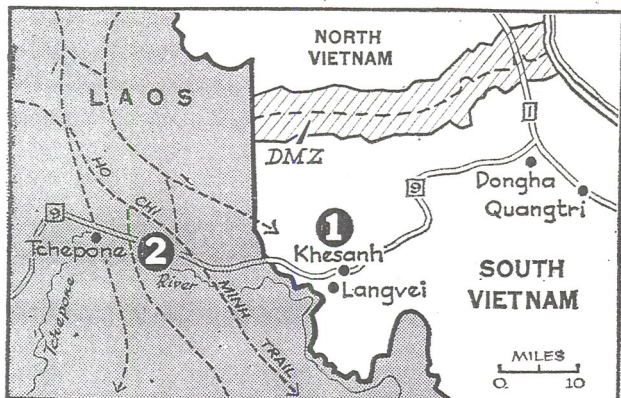 NORTH
VIETNAM
LAOS
DMZ
1
9
HO
CHI
MINH
TRAIL
Dongha
Quangtri
9
Tchepone
2
1
Khesanh
Langvei
River
Tchepone
SOUTH
VIETNAM
MILES
0 10